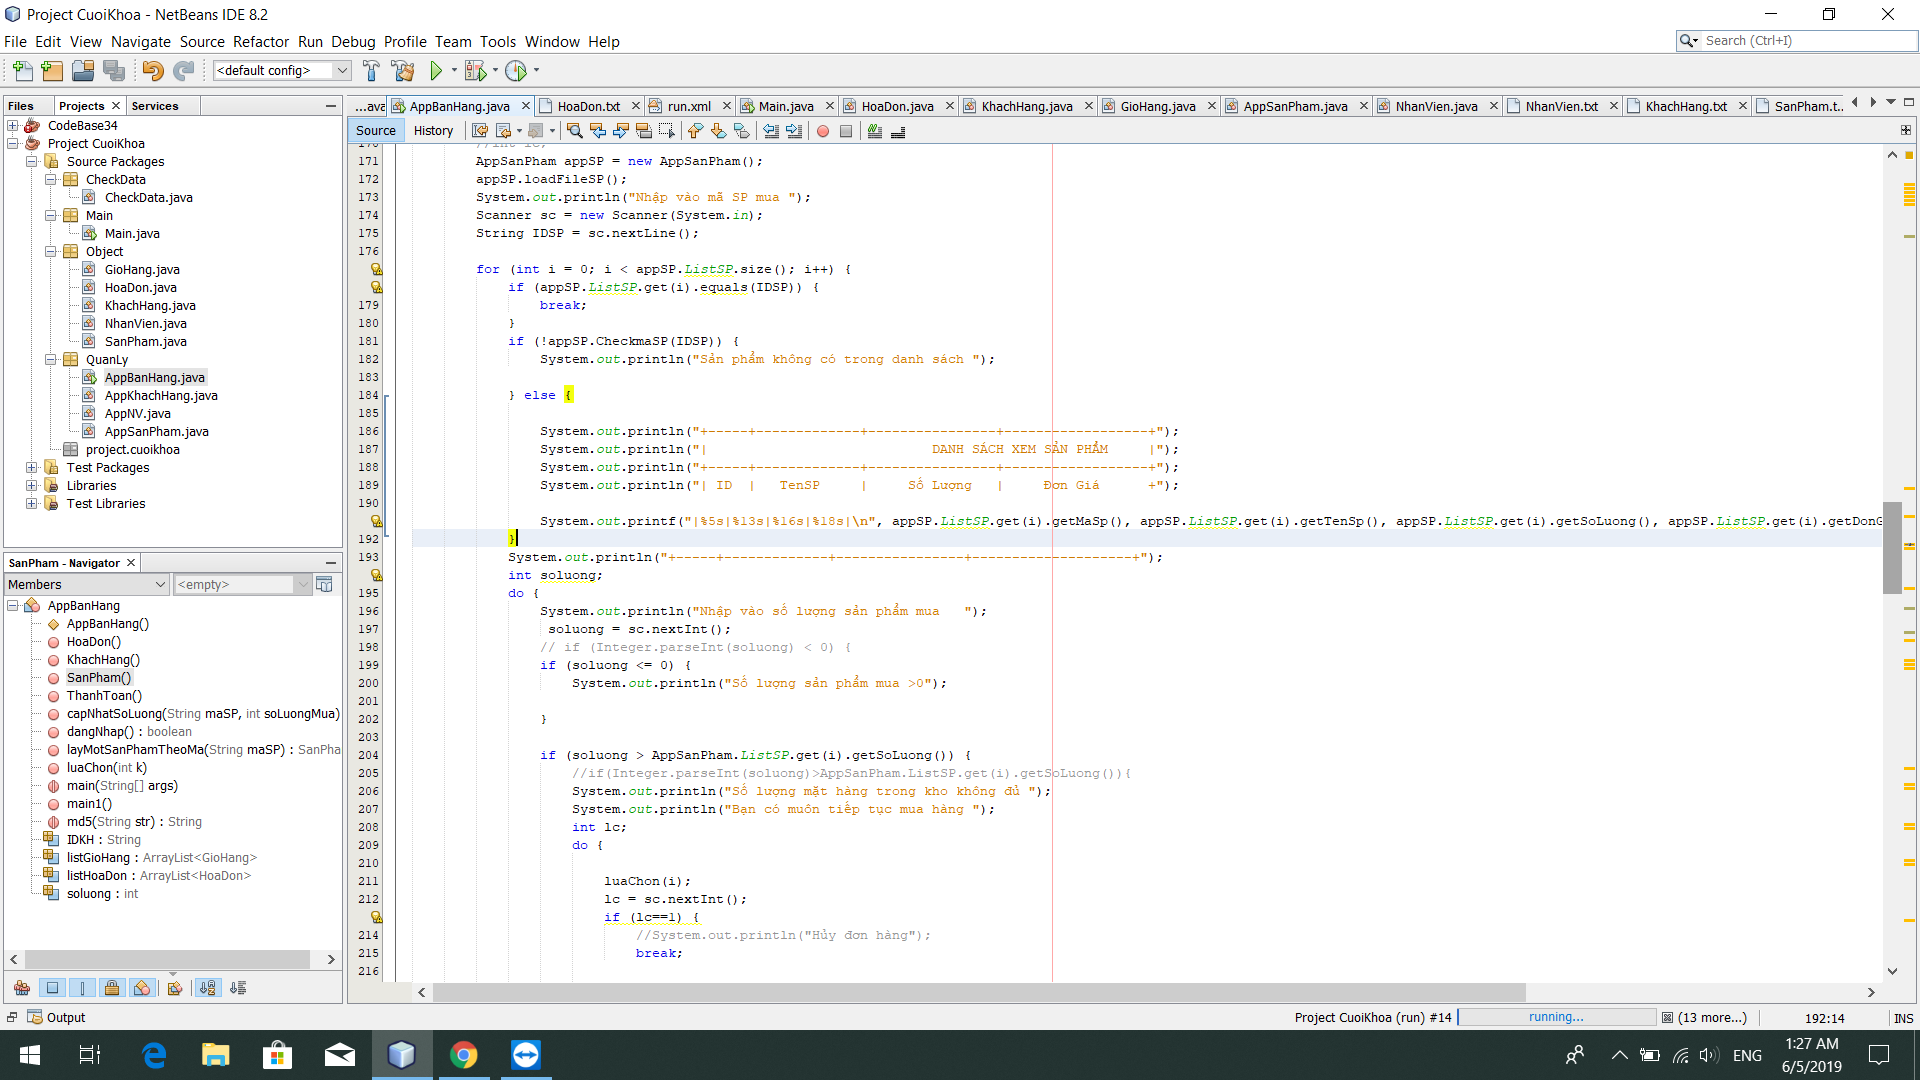 Project CuoiKhoa - NetBeans IDE 8.2
File Edit View Navigate Source Refactor Run Debug Profile Team Tools Window Help
Search (Ctrl+I)
<default config>
Files Projects Services
...ava AppBanHang.java HoaDon.txt run.xml Main.java HoaDon.java KhachHang.java GioHang.java AppSanPham.java NhanVien.java NhanVien.txt KhachHang.txt SanPham.t...
Source History
CodeBase34
Project CuoiKhoa
Source Packages
CheckData
CheckData.java
Main
Main.java
Object
GioHang.java
HoaDon.java
KhachHang.java
NhanVien.java
SanPham.java
QuanLy
AppBanHang.java
AppKhachHang.java
AppNV.java
AppSanPham.java
project.cuoikhoa
Test Packages
Libraries
Test Libraries
SanPham - Navigator
Members <empty>
AppBanHang
AppBanHang()
HoaDon()
KhachHang()
SanPham()
ThanhToan()
capNhatSoLuong(String maSP, int soLuongMua)
dangNhap() : boolean
layMotSanPhamTheoMa(String maSP) : SanPha
luaChon(int k)
main(String[] args)
main1()
md5(String str) : String
IDKH : String
listGioHang : ArrayList<GioHang>
listHoaDon : ArrayList<HoaDon>
soluong : int
170 //int lc;
171 AppSanPham appSP = new AppSanPham();
172 appSP.loadFileSP();
173 System.out.println("Nhập vào mã SP mua ");
174 Scanner sc = new Scanner(System.in);
175 String IDSP = sc.nextLine();
176
for (int i = 0; i < appSP.ListSP.size(); i++) {
if (appSP.ListSP.get(i).equals(IDSP)) {
179 break;
180 }
181 if (!appSP.CheckmaSP(IDSP)) {
182 System.out.println("Sản phẩm không có trong danh sách ");
183
184 } else {
185
186 System.out.println("+-----+-------------+----------------+------------------+");
187 System.out.println("| DANH SÁCH XEM SẢN PHẨM |");
188 System.out.println("+-----+-------------+----------------+------------------+");
189 System.out.println("| ID | TenSP | Số Lượng | Đơn Giá +");
190
System.out.printf("|%5s|%13s|%16s|%18s|\n", appSP.ListSP.get(i).getMaSp(), appSP.ListSP.get(i).getTenSp(), appSP.ListSP.get(i).getSoLuong(), appSP.ListSP.get(i).getDonG
192 }
193 System.out.println("+-----+-------------+----------------+--------------------+");
int soluong;
195 do {
196 System.out.println("Nhập vào số lượng sản phẩm mua ");
197 soluong = sc.nextInt();
198 // if (Integer.parseInt(soluong) < 0) {
199 if (soluong <= 0) {
200 System.out.println("Số lượng sản phẩm mua >0");
201
202 }
203
204 if (soluong > AppSanPham.ListSP.get(i).getSoLuong()) {
205 //if(Integer.parseInt(soluong)>AppSanPham.ListSP.get(i).getSoLuong()){
206 System.out.println("Số lượng mặt hàng trong kho không đủ ");
207 System.out.println("Bạn có muôn tiếp tục mua hàng ");
208 int lc;
209 do {
210
211 luaChon(i);
212 lc = sc.nextInt();
if (lc==1) {
214 //System.out.println("Hủy đơn hàng");
215 break;
216
Output
Project CuoiKhoa (run) #14 running... (13 more...) 192:14 INS
ENG
1:27 AM
6/5/2019